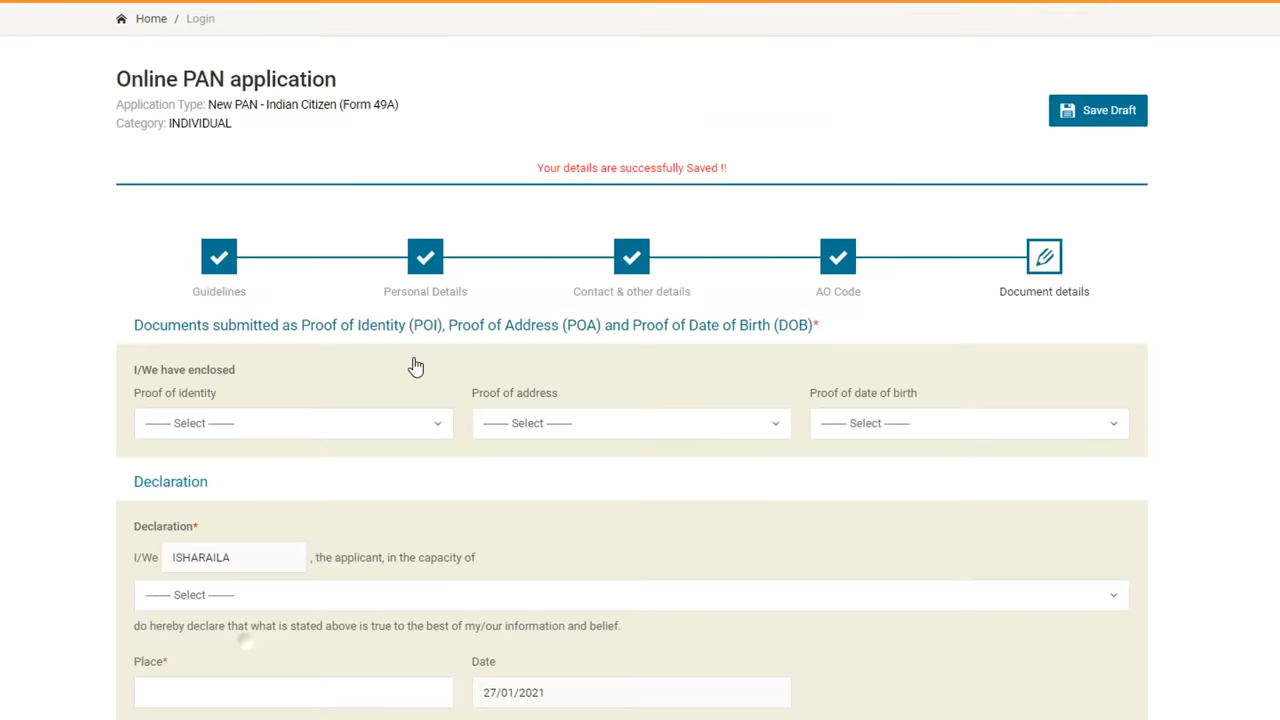 Home / Login
Online PAN application
Application Type: New PAN - Indian Citizen (Form 49A)
Category: INDIVIDUAL
Save Draft
Your details are successfully Saved !!
Guidelines
Personal Details
Contact & other details
AO Code
Document details
Documents submitted as Proof of Identity (POI), Proof of Address (POA) and Proof of Date of Birth (DOB)*
I/We have enclosed
Proof of identity
Proof of address
Proof of date of birth
------- Select -------
------- Select -------
------- Select -------
Declaration
Declaration*
I/We ISHARAILA , the applicant, in the capacity of
------- Select -------
do hereby declare that what is stated above is true to the best of my/our information and belief.
Place*
Date
27/01/2021